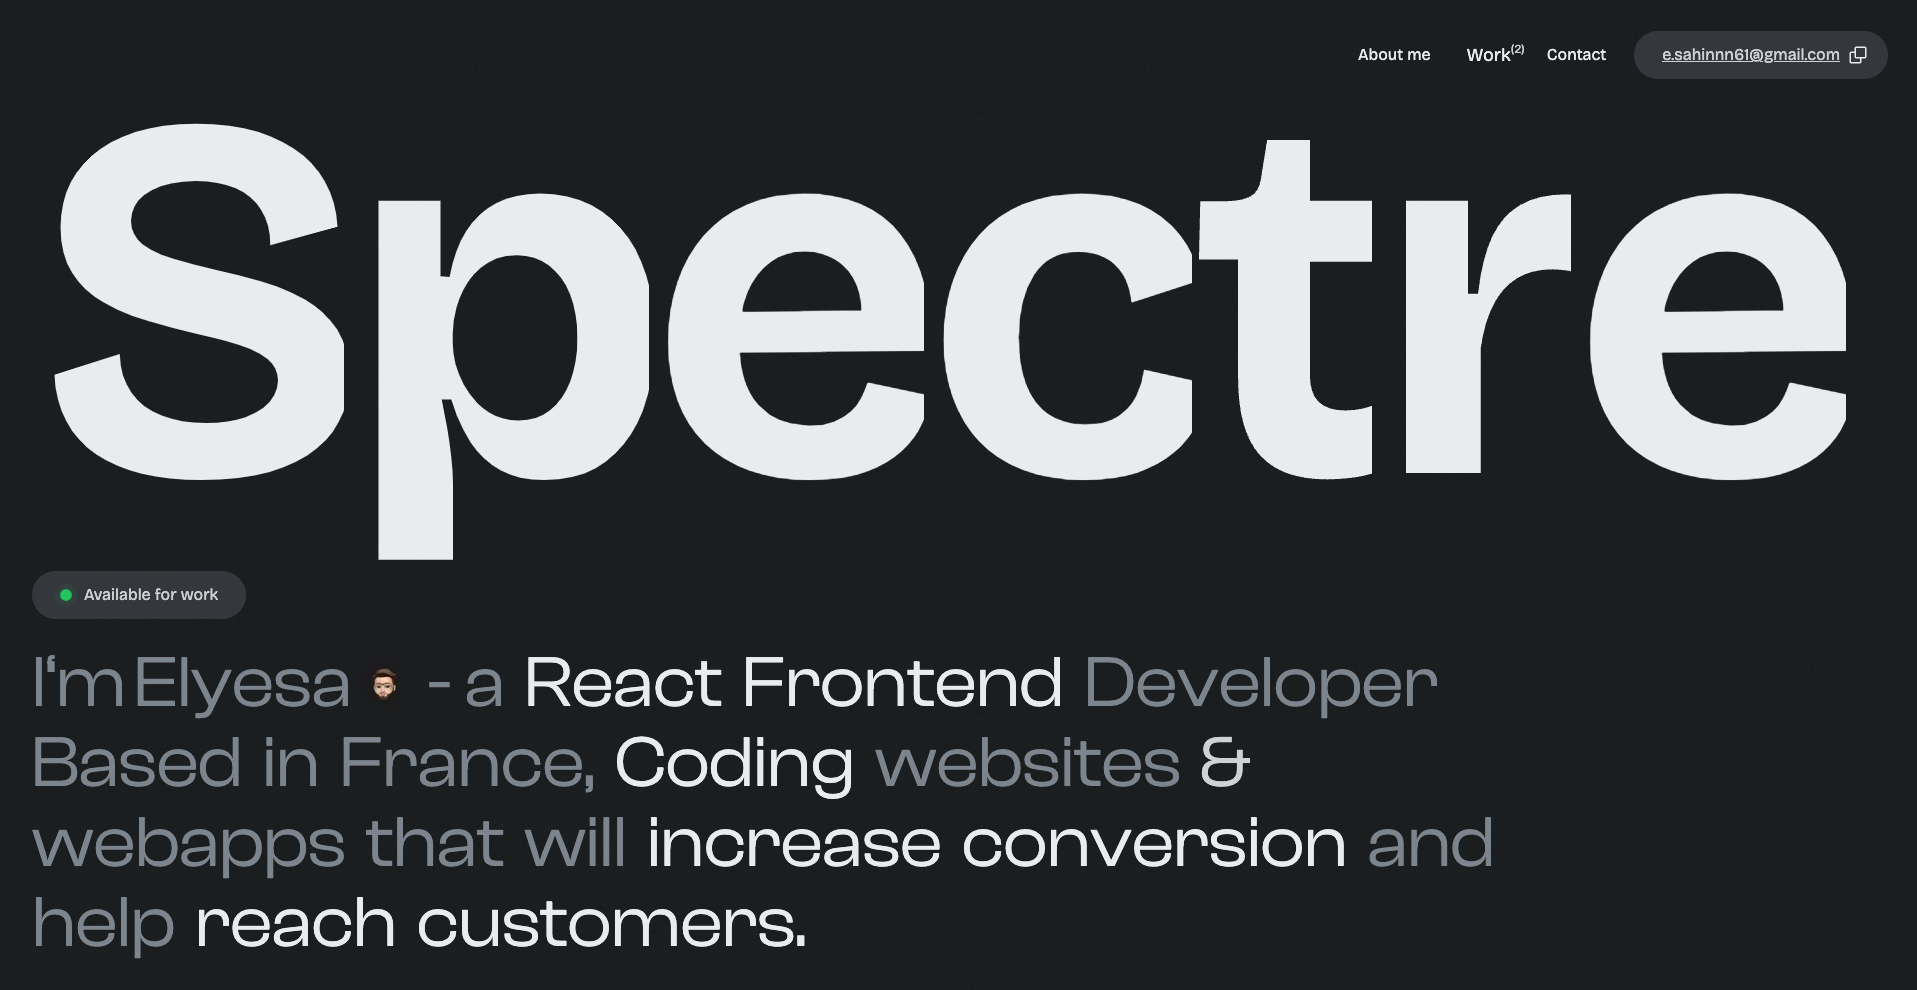 About me Work(2) Contact e.sahinnn61@gmail.com
Spectre
Available for work
I'm Elyesa - a React Frontend Developer
Based in France, Coding websites &
webapps that will increase conversion and
help reach customers.